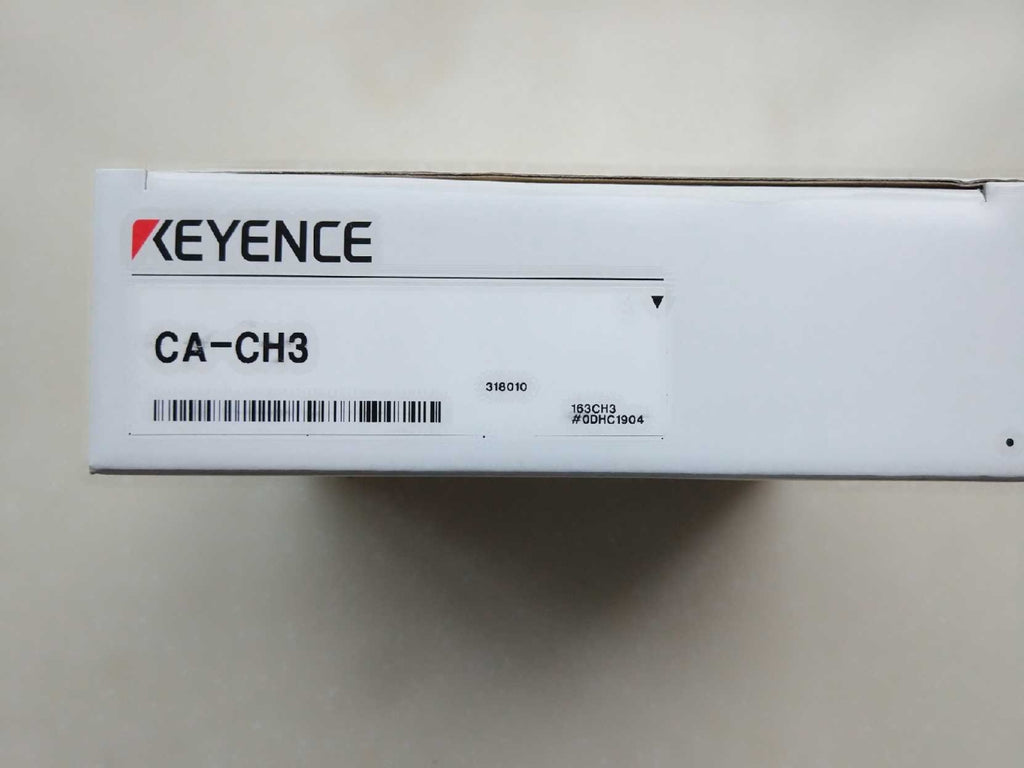 KEYENCE
CA-CH3
318010
163CH3
#0DHC1904